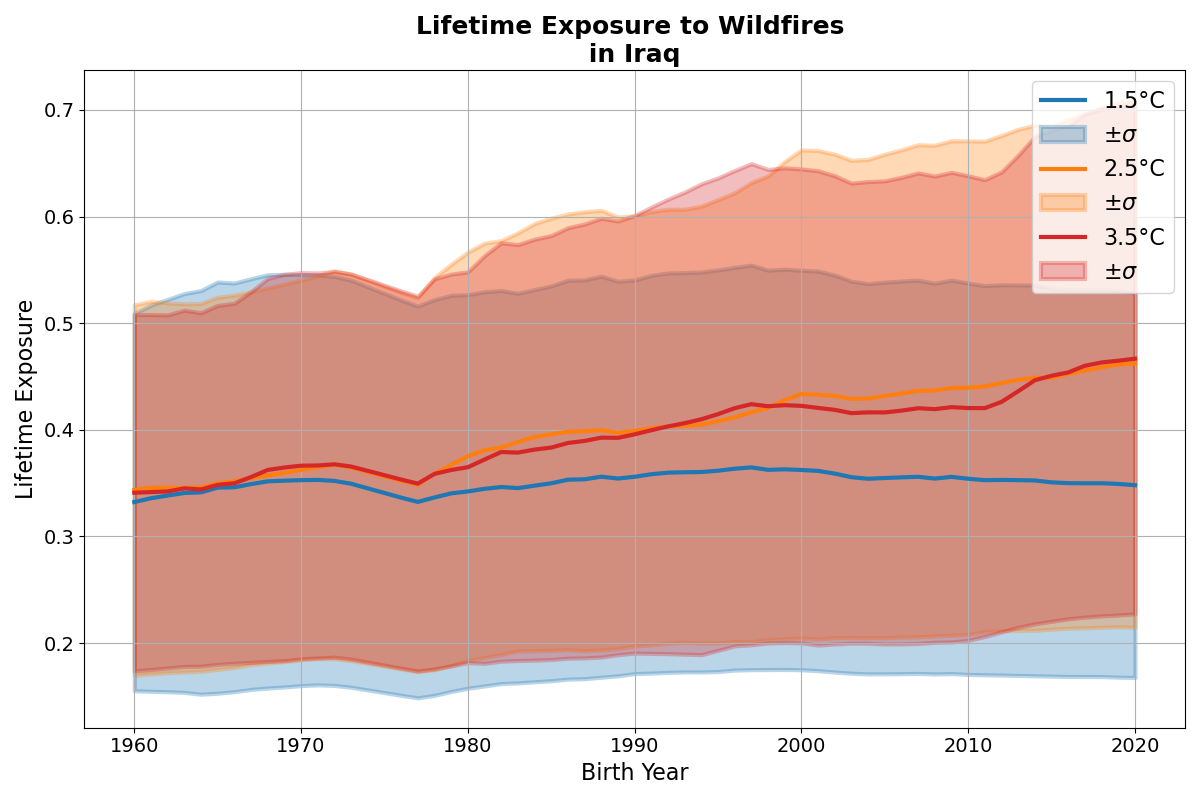 Lifetime Exposure to Wildfires
in Iraq
1.5°C
±σ
2.5°C
±σ
3.5°C
±σ
Lifetime Exposure
0.7
0.6
0.5
0.4
0.3
0.2
1960 1970 1980 1990 2000 2010 2020
Birth Year